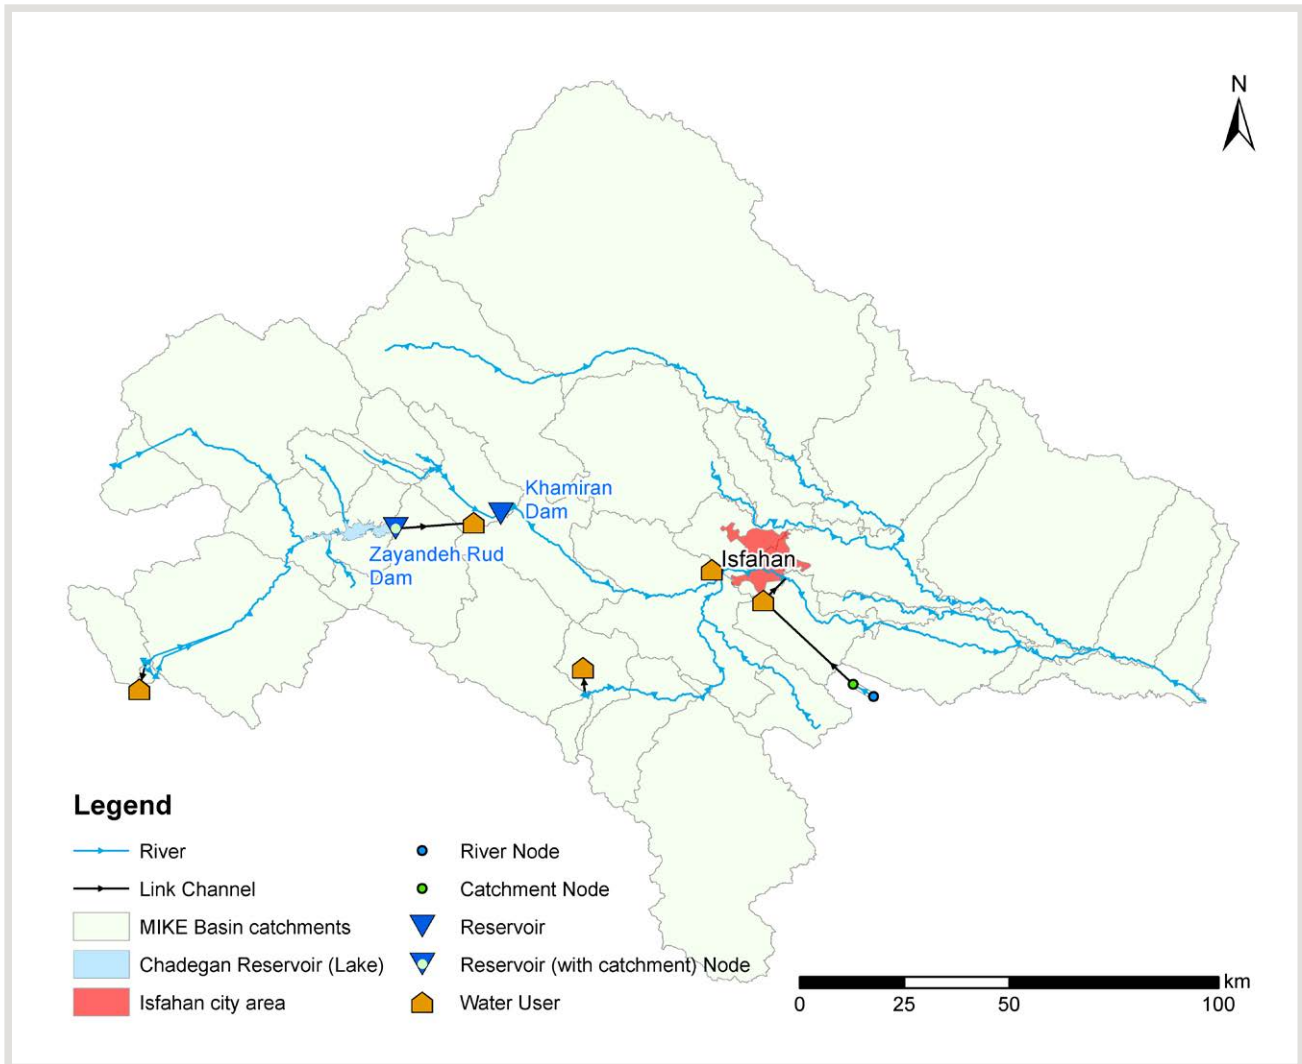 N
Khamiran
Dam
Zayandeh Rud
Dam
Isfahan
Legend
River
Link Channel
MIKE Basin catchments
Chadegan Reservoir (Lake)
Isfahan city area
River Node
Catchment Node
Reservoir
Reservoir (with catchment) Node
Water User
km
0 25 50 100